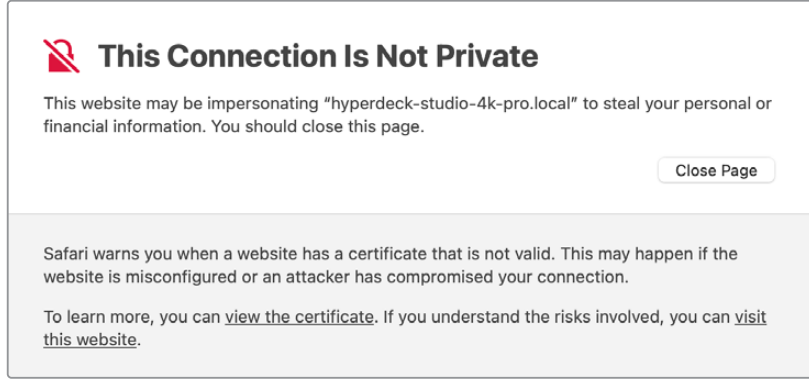 This Connection Is Not Private
This website may be impersonating “hyperdeck-studio-4k-pro.local” to steal your personal or
financial information. You should close this page.
Close Page
Safari warns you when a website has a certificate that is not valid. This may happen if the
website is misconfigured or an attacker has compromised your connection.
To learn more, you can view the certificate. If you understand the risks involved, you can visit
this website.